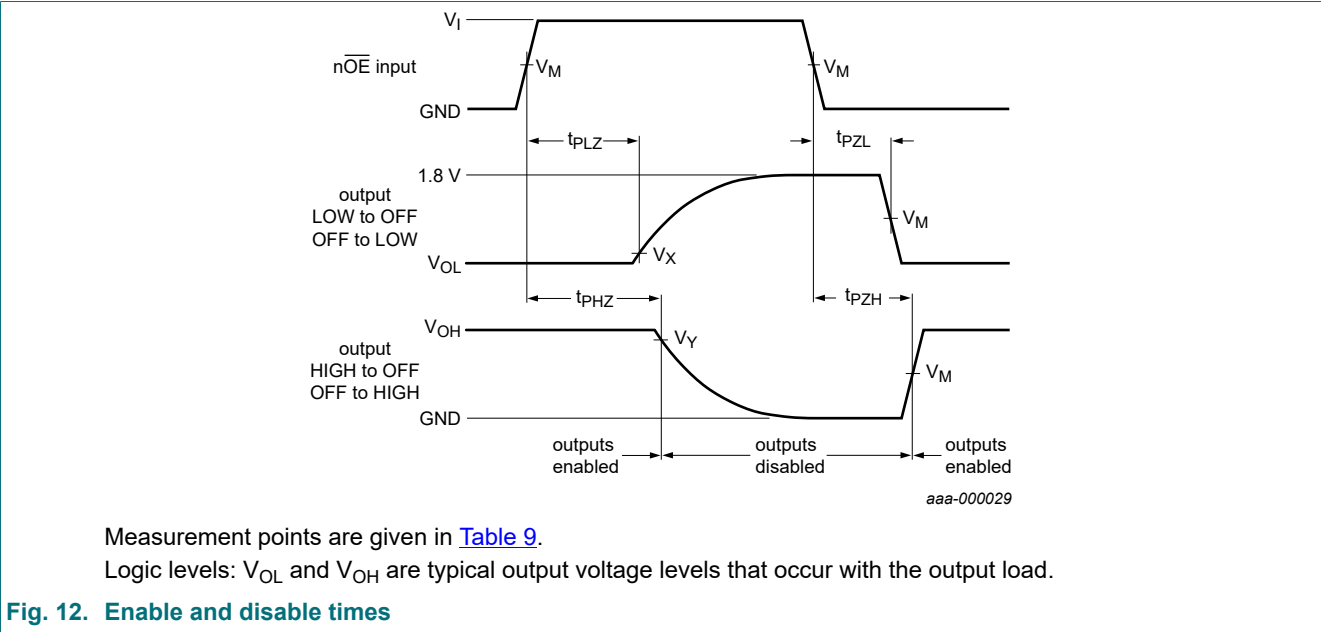 V_I
nOE input
V_M
V_M
GND
t_PLZ
t_PZL
1.8 V
output
LOW to OFF
OFF to LOW
V_M
V_X
V_OL
t_PHZ
t_PZH
V_OH
V_Y
output
HIGH to OFF
OFF to HIGH
V_M
GND
outputs
enabled
outputs
disabled
outputs
enabled
aaa-000029
Measurement points are given in Table 9.
Logic levels: V_OL and V_OH are typical output voltage levels that occur with the output load.
Fig. 12. Enable and disable times